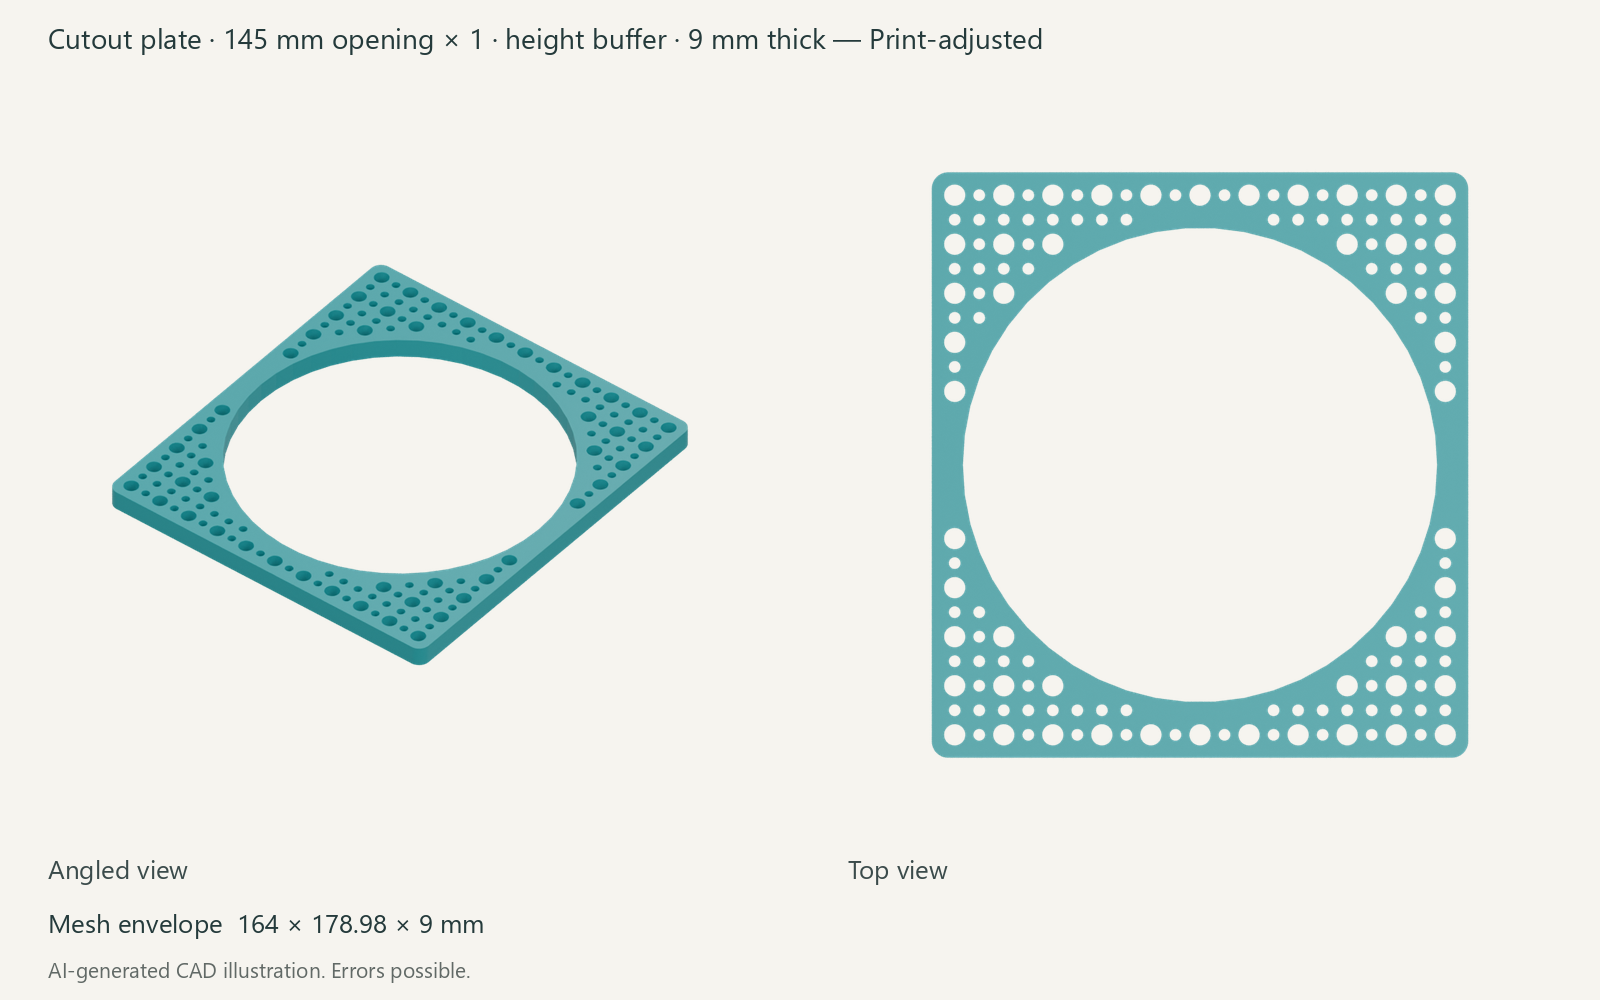 Cutout plate · 145 mm opening × 1 · height buffer · 9 mm thick — Print-adjusted
Angled view
Top view
Mesh envelope 164 × 178.98 × 9 mm
AI-generated CAD illustration. Errors possible.